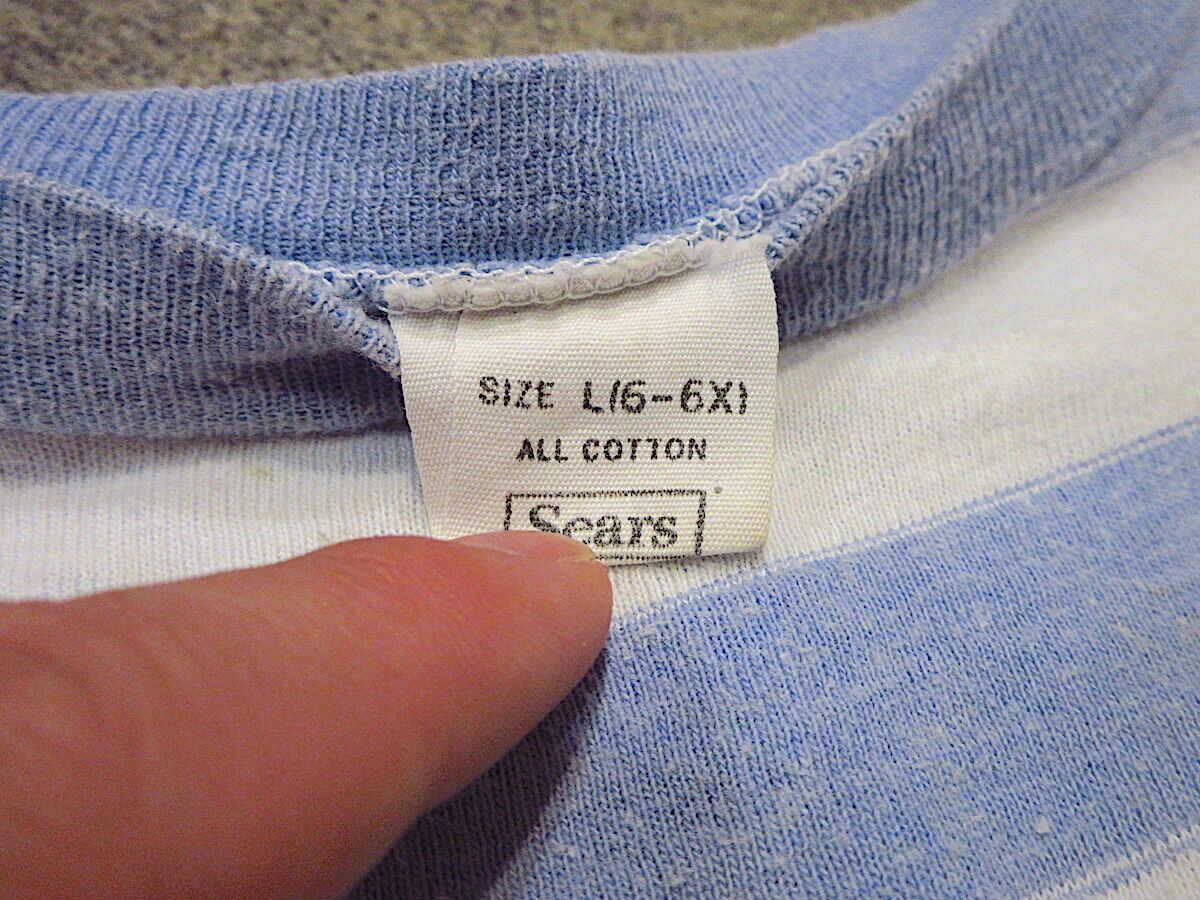 SIZE L(6-6X)
ALL COTTON
Sears